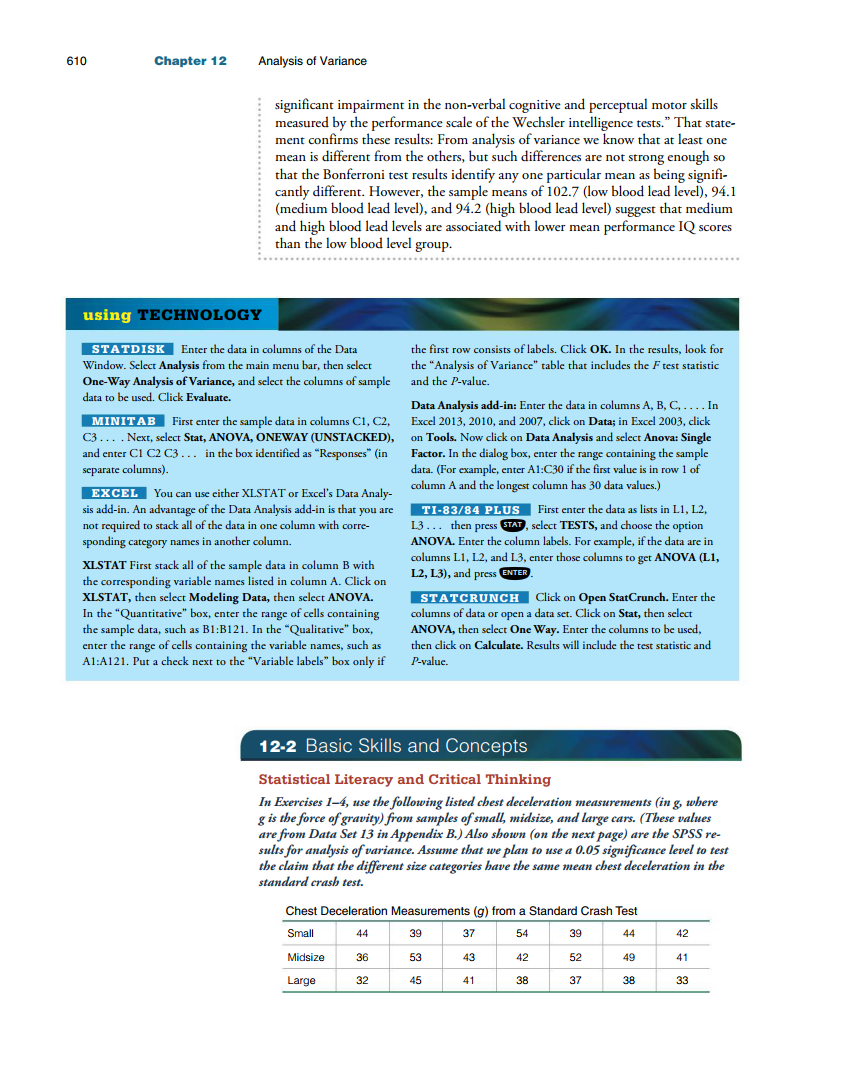 610 Chapter 12 Analysis of Variance
significant impairment in the non-verbal cognitive and perceptual motor skills
measured by the performance scale of the Wechsler intelligence tests.” That state-
ment confirms these results: From analysis of variance we know that at least one
mean is different from the others, but such differences are not strong enough so
that the Bonferroni test results identify any one particular mean as being signifi-
cantly different. However, the sample means of 102.7 (low blood lead level), 94.1
(medium blood lead level), and 94.2 (high blood lead level) suggest that medium
and high blood lead levels are associated with lower mean performance IQ scores
than the low blood level group.
using TECHNOLOGY
STATDISK Enter the data in columns of the Data
Window. Select Analysis from the main menu bar, then select
One-Way Analysis of Variance, and select the columns of sample
data to be used. Click Evaluate.
MINITAB First enter the sample data in columns C1, C2,
C3 . . . . Next, select Stat, ANOVA, ONEWAY (UNSTACKED),
and enter C1 C2 C3 . . . in the box identified as “Responses” (in
separate columns).
EXCEL You can use either XLSTAT or Excel’s Data Analy-
sis add-in. An advantage of the Data Analysis add-in is that you are
not required to stack all of the data in one column with corre-
sponding category names in another column.
XLSTAT First stack all of the sample data in column B with
the corresponding variable names listed in column A. Click on
XLSTAT, then select Modeling Data, then select ANOVA.
In the “Quantitative” box, enter the range of cells containing
the sample data, such as B1:B121. In the “Qualitative” box,
enter the range of cells containing the variable names, such as
A1:A121. Put a check next to the “Variable labels” box only if
the first row consists of labels. Click OK. In the results, look for
the “Analysis of Variance” table that includes the F test statistic
and the P-value.
Data Analysis add-in: Enter the data in columns A, B, C, . . . . In
Excel 2013, 2010, and 2007, click on Data; in Excel 2003, click
on Tools. Now click on Data Analysis and select Anova: Single
Factor. In the dialog box, enter the range containing the sample
data. (For example, enter A1:C30 if the first value is in row 1 of
column A and the longest column has 30 data values.)
TI-83/84 PLUS First enter the data as lists in L1, L2,
L3 . . . then press STAT, select TESTS, and choose the option
ANOVA. Enter the column labels. For example, if the data are in
columns L1, L2, and L3, enter those columns to get ANOVA (L1,
L2, L3), and press ENTER.
STATCRUNCH Click on Open StatCrunch. Enter the
columns of data or open a data set. Click on Stat, then select
ANOVA, then select One Way. Enter the columns to be used,
then click on Calculate. Results will include the test statistic and
P-value.
12-2 Basic Skills and Concepts
Statistical Literacy and Critical Thinking
In Exercises 1–4, use the following listed chest deceleration measurements (in g, where
g is the force of gravity) from samples of small, midsize, and large cars. (These values
are from Data Set 13 in Appendix B.) Also shown (on the next page) are the SPSS re-
sults for analysis of variance. Assume that we plan to use a 0.05 significance level to test
the claim that the different size categories have the same mean chest deceleration in the
standard crash test.
Chest Deceleration Measurements (g) from a Standard Crash Test
Small 44 39 37 54 39 44 42
Midsize 36 53 43 42 52 49 41
Large 32 45 41 38 37 38 33